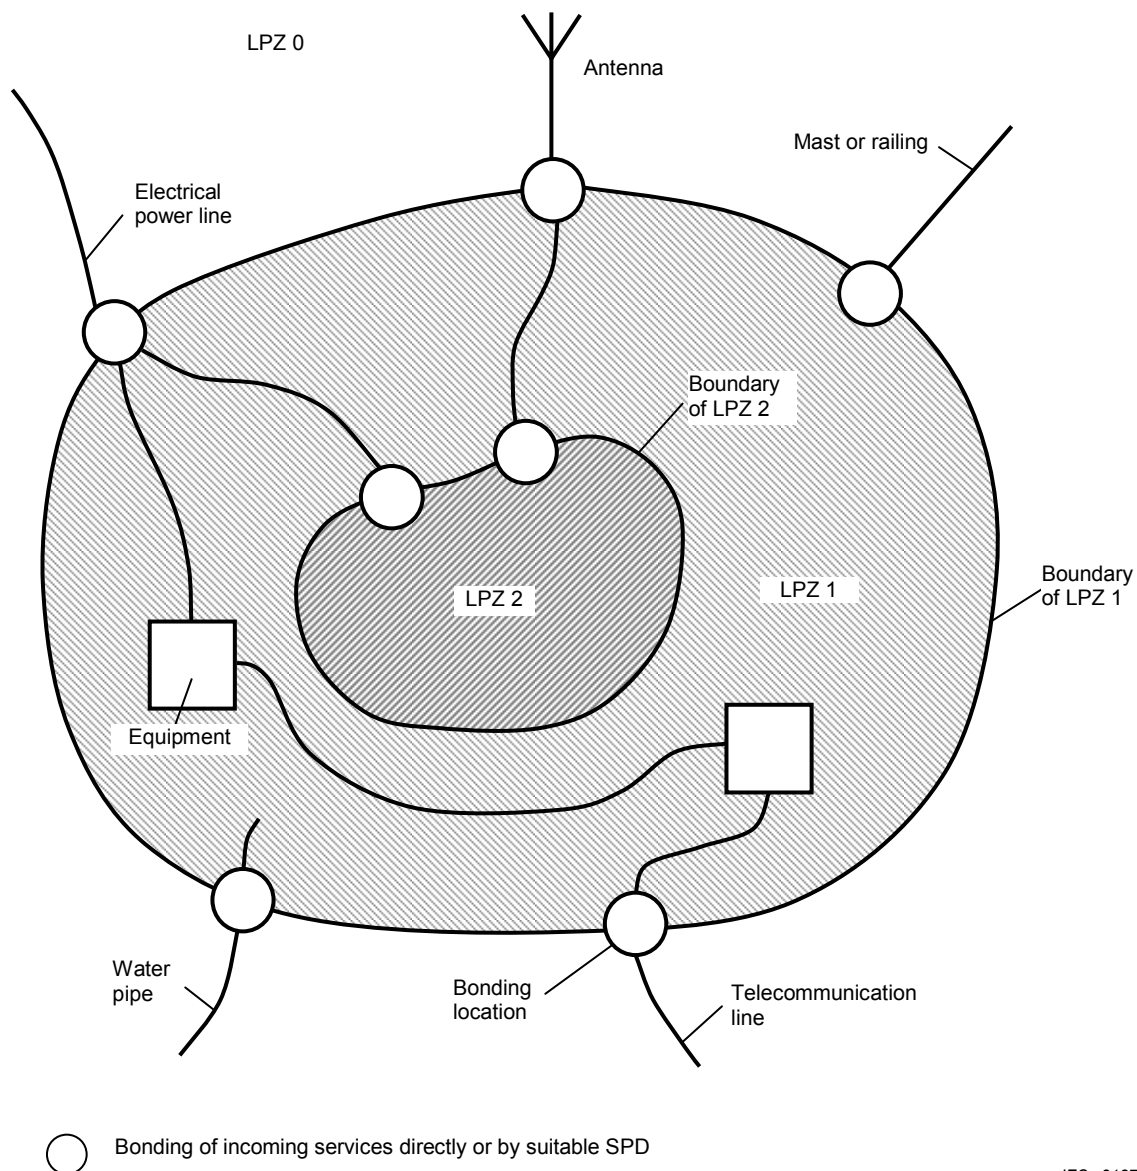 LPZ 0
Antenna
Mast or railing
Electrical
power line
Boundary
of LPZ 2
LPZ 2
LPZ 1
Boundary
of LPZ 1
Equipment
Water
pipe
Bonding
location
Telecommunication
line
Bonding of incoming services directly or by suitable SPD